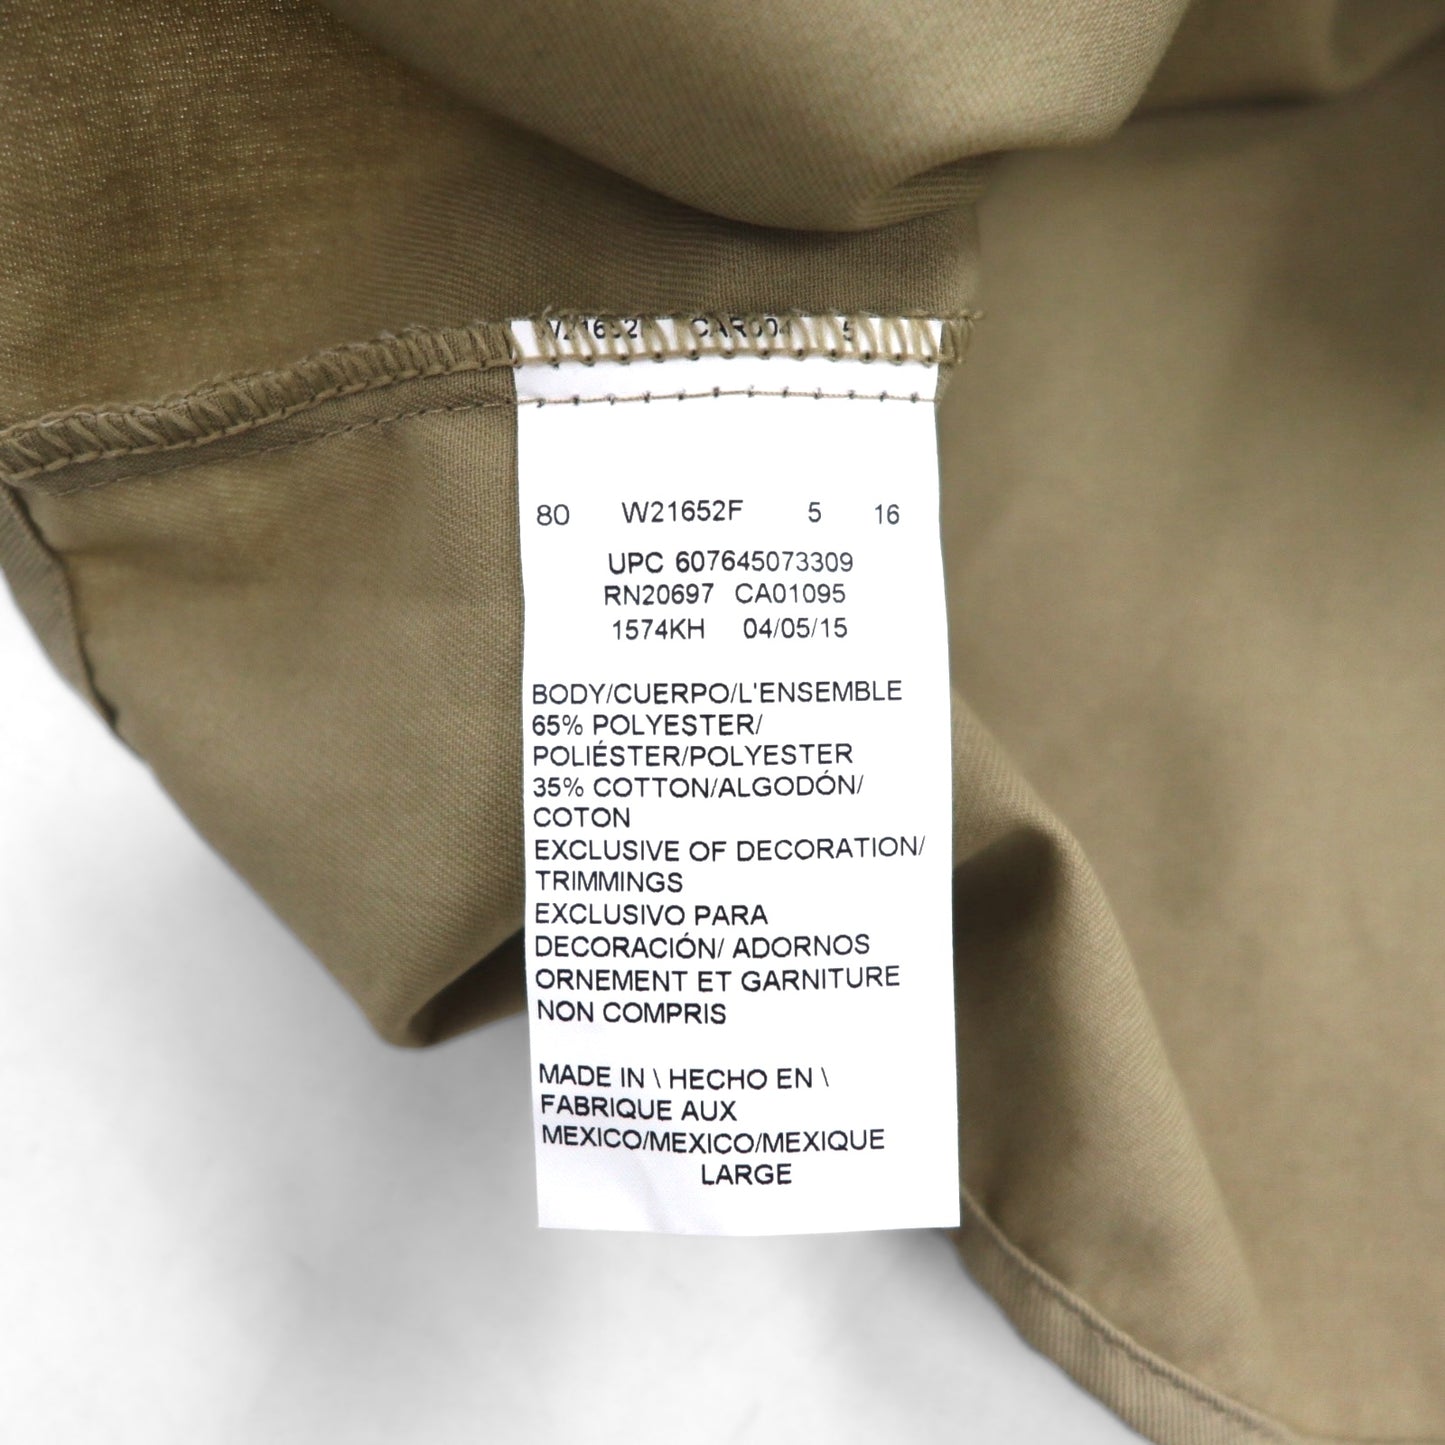 80 W21652F 5 16
UPC 607645073309
RN20697 CA01095
1574KH 04/05/15
BODY/CUERPO/L'ENSEMBLE
65% POLYESTER/
POLIÉSTER/POLYESTER
35% COTTON/ALGODÓN/
COTON
EXCLUSIVE OF DECORATION/
TRIMMINGS
EXCLUSIVO PARA
DECORACIÓN/ ADORNOS
ORNEMENT ET GARNITURE
NON COMPRIS
MADE IN \ HECHO EN \
FABRIQUE AUX
MEXICO/MEXICO/MEXIQUE
LARGE